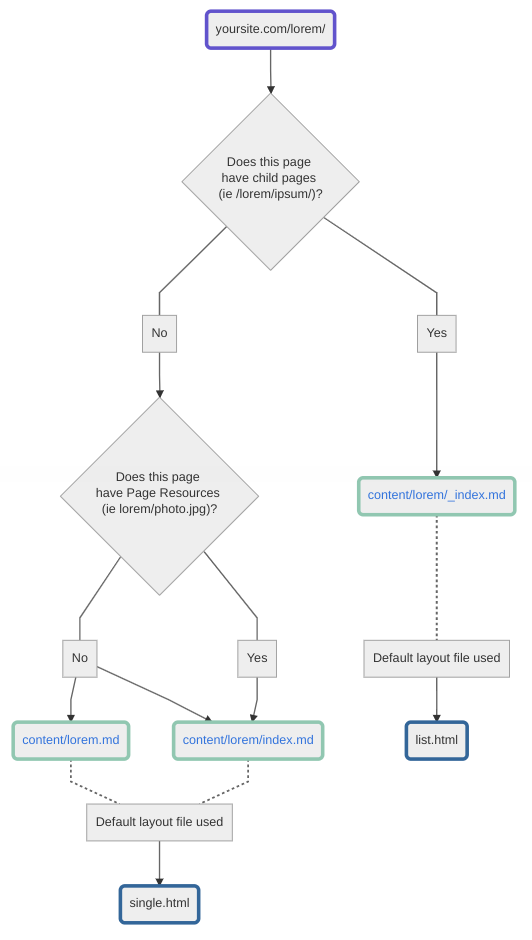 yoursite.com/lorem/
Does this page
have child pages
(ie /lorem/ipsum/)?
No
Yes
Does this page
have Page Resources
(ie lorem/photo.jpg)?
content/lorem/_index.md
No
Yes
Default layout file used
content/lorem.md
content/lorem/index.md
list.html
Default layout file used
single.html